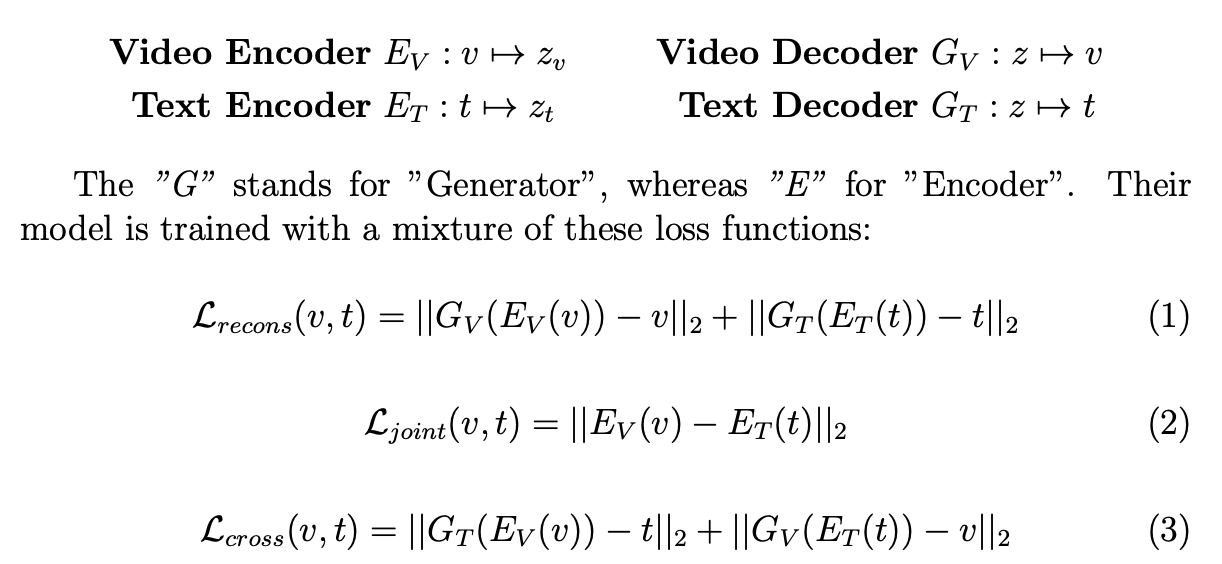 Video Encoder E_V : v ↦ z_v Video Decoder G_V : z ↦ v
Text Encoder E_T : t ↦ z_t Text Decoder G_T : z ↦ t
The ”G” stands for ”Generator”, whereas ”E” for ”Encoder”. Their
model is trained with a mixture of these loss functions:
ℒ_recons(v, t) = ||G_V(E_V(v)) − v||_2 + ||G_T(E_T(t)) − t||_2 (1)
ℒ_joint(v, t) = ||E_V(v) − E_T(t)||_2 (2)
ℒ_cross(v, t) = ||G_T(E_V(v)) − t||_2 + ||G_V(E_T(t)) − v||_2 (3)